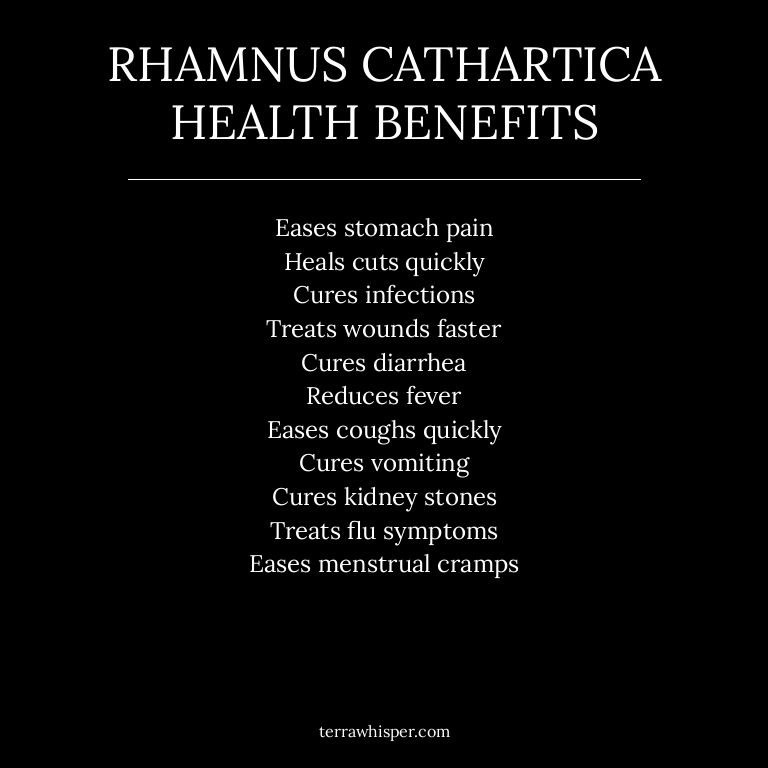 RHAMNUS CATHARTICA
HEALTH BENEFITS
Eases stomach pain
Heals cuts quickly
Cures infections
Treats wounds faster
Cures diarrhea
Reduces fever
Eases coughs quickly
Cures vomiting
Cures kidney stones
Treats flu symptoms
Eases menstrual cramps
terrawhisper.com